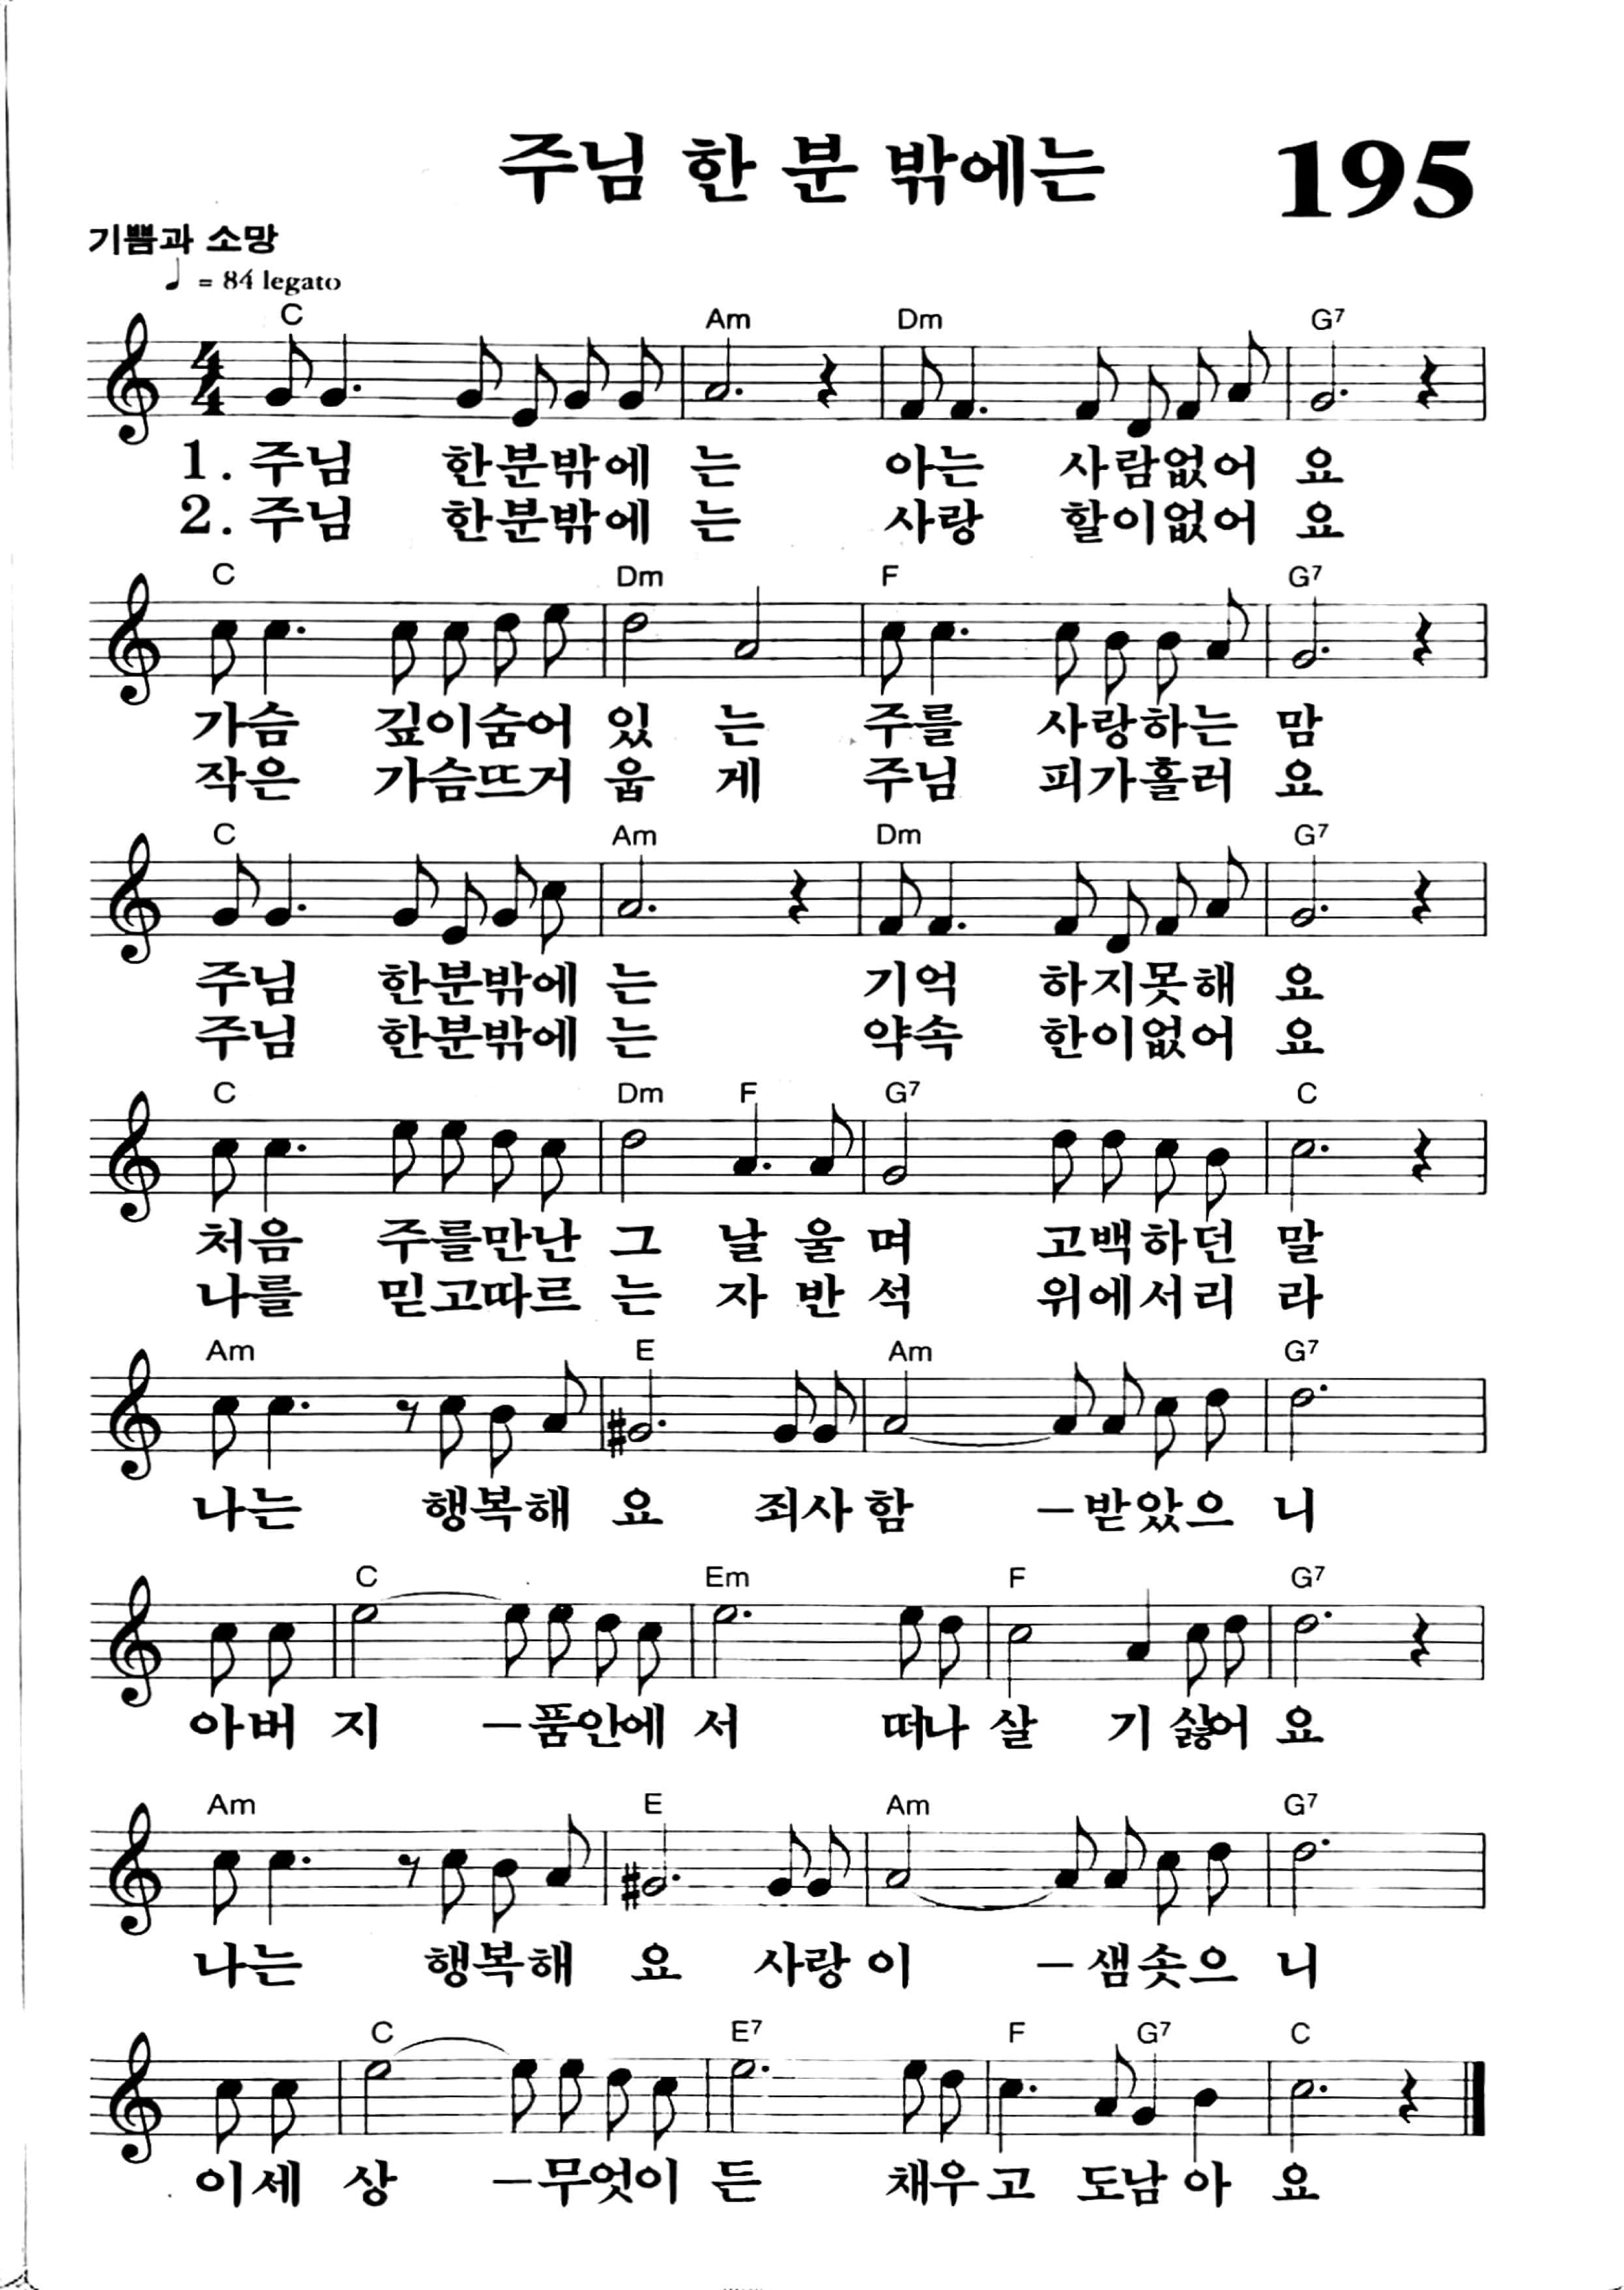 주님 한 분 밖에는 195
기쁨과 소망
♩ = 84 legato
C Am Dm G7
1. 주님 한분밖에 는 아는 사람없어 요
2. 주님 한분밖에 는 사랑 할이없어 요
C Dm F G7
가슴 깊이숨어 있 는 주를 사랑하는 맘
작은 가슴뜨거 웁 게 주님 피가흘러 요
C Am Dm G7
주님 한분밖에 는 기억 하지못해 요
주님 한분밖에 는 약속 한이없어 요
C Dm F G7 C
처음 주를만난 그 날 울 며 고백하던 말
나를 믿고따르 는 자 반 석 위에서리 라
Am E Am G7
나는 행복해 요 죄사 함 –받았으 니
C Em F G7
아버 지 –품안에 서 떠나 살 기 싫어 요
Am E Am G7
나는 행복해 요 사랑 이 –샘솟으 니
C E7 F G7 C
이세 상 –무엇이 든 채우 고 도남 아 요